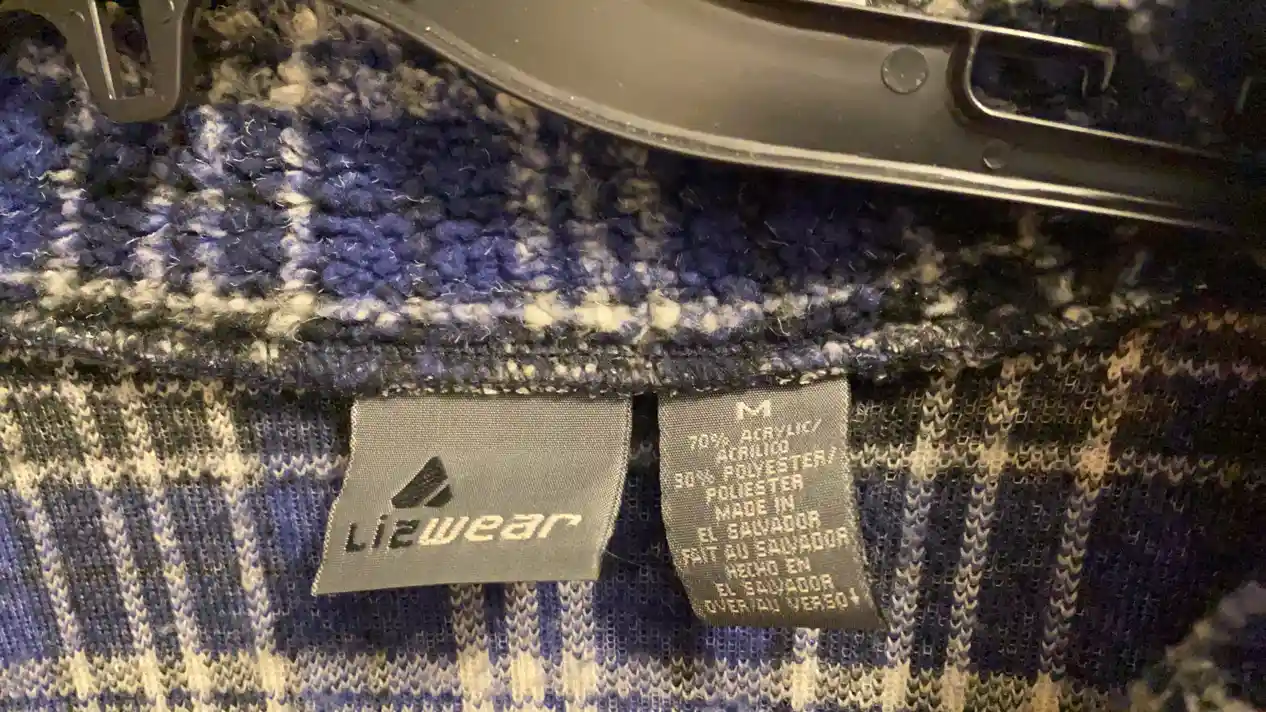 Lizwear
M
70% ACRYLIC/
ACRILICO
30% POLYESTER/
POLIESTER
MADE IN
EL SALVADOR
FAIT AU SALVADOR
HECHO EN
EL SALVADOR
OVER/AU VERSO↓